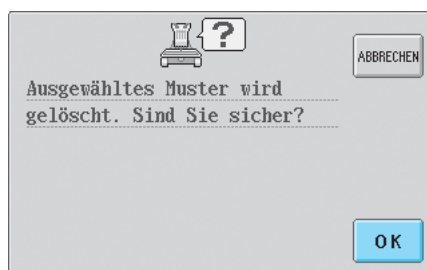 ?
ABBRECHEN
Ausgewähltes Muster wird
gelöscht. Sind Sie sicher?
OK